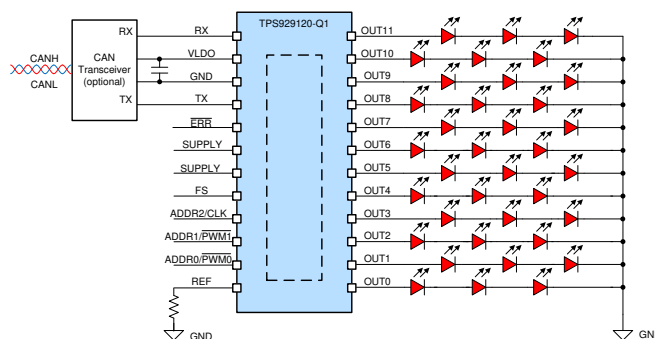 TPS929120-Q1
RX RX OUT11
CANH CAN VLDO OUT10
Transceiver
CANL (optional) GND OUT9
TX TX OUT8
ERR OUT7
SUPPLY OUT6
SUPPLY OUT5
FS OUT4
ADDR2/CLK OUT3
ADDR1/PWM1 OUT2
ADDR0/PWM0 OUT1
REF OUT0
GND GN